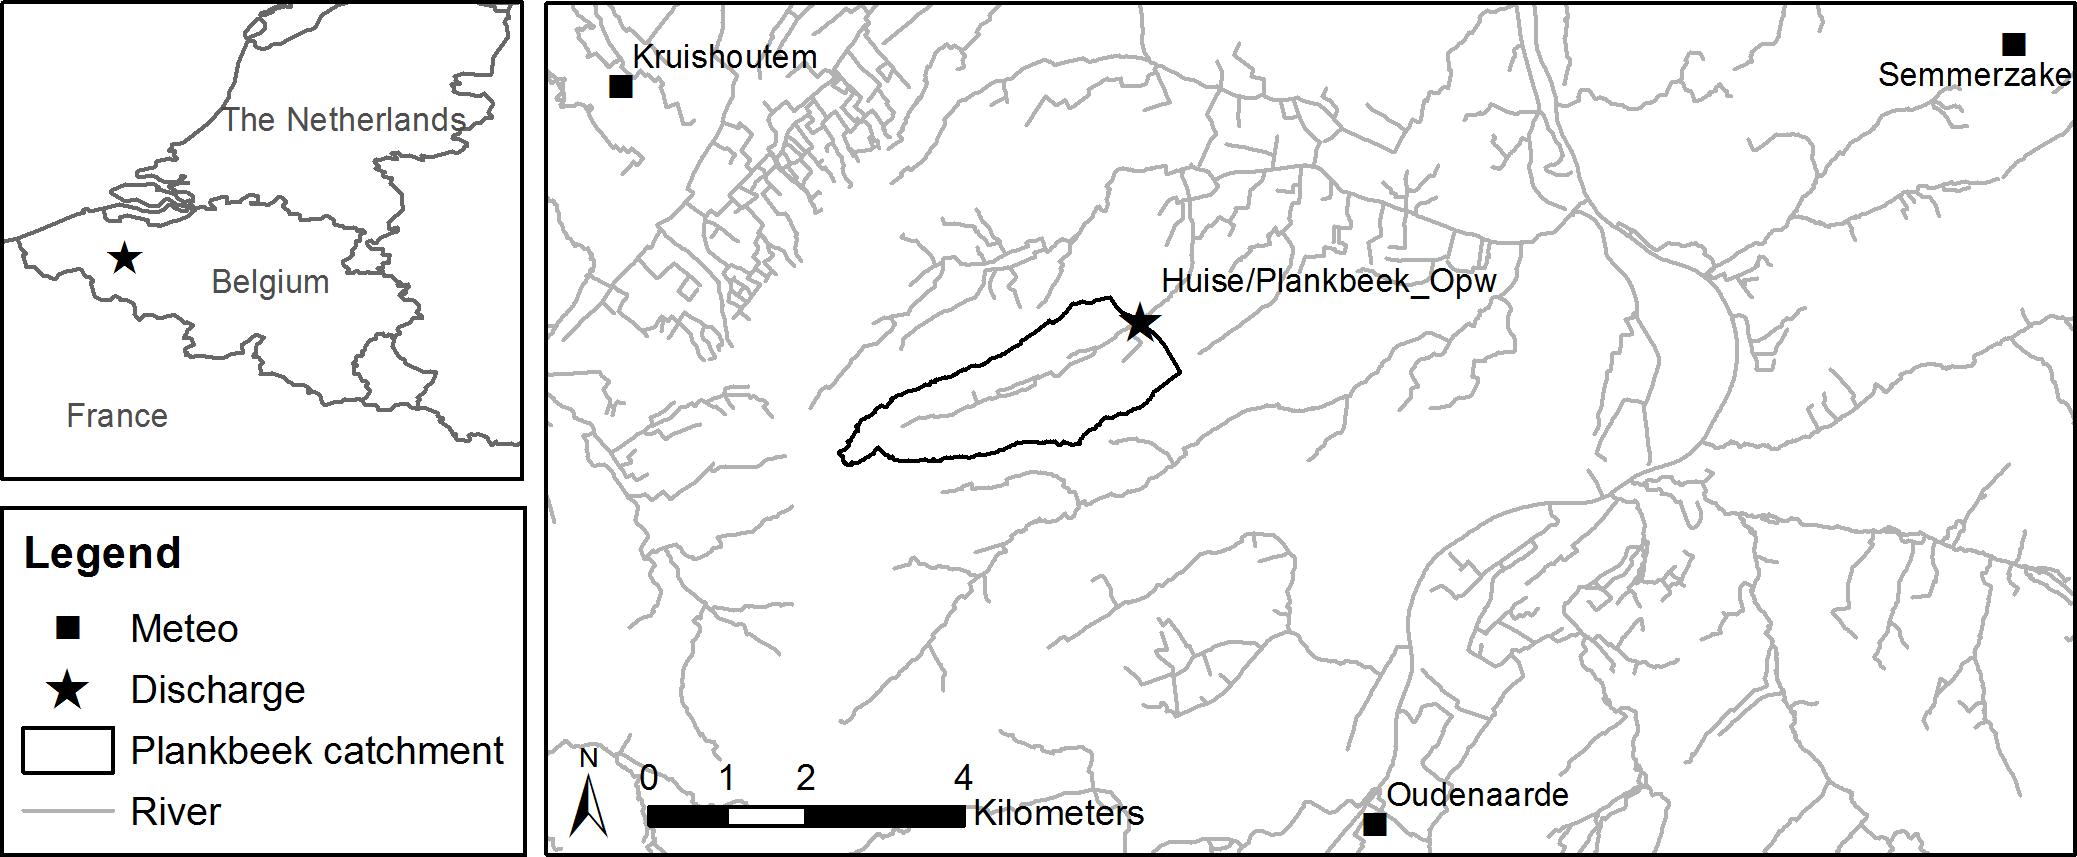 The Netherlands
Belgium
France
Legend
Meteo
Discharge
Plankbeek catchment
River
Kruishoutem
Semmerzake
Huise/Plankbeek_Opw
N
0 1 2 4
Kilometers
Oudenaarde